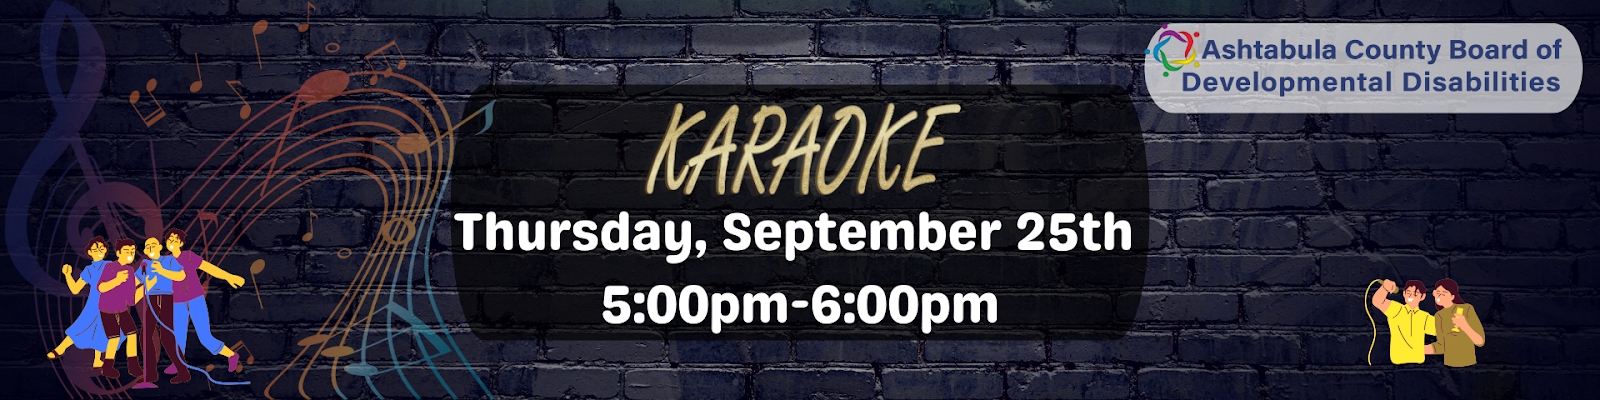 Ashtabula County Board of
Developmental Disabilities
KARAOKE
Thursday, September 25th
5:00pm-6:00pm